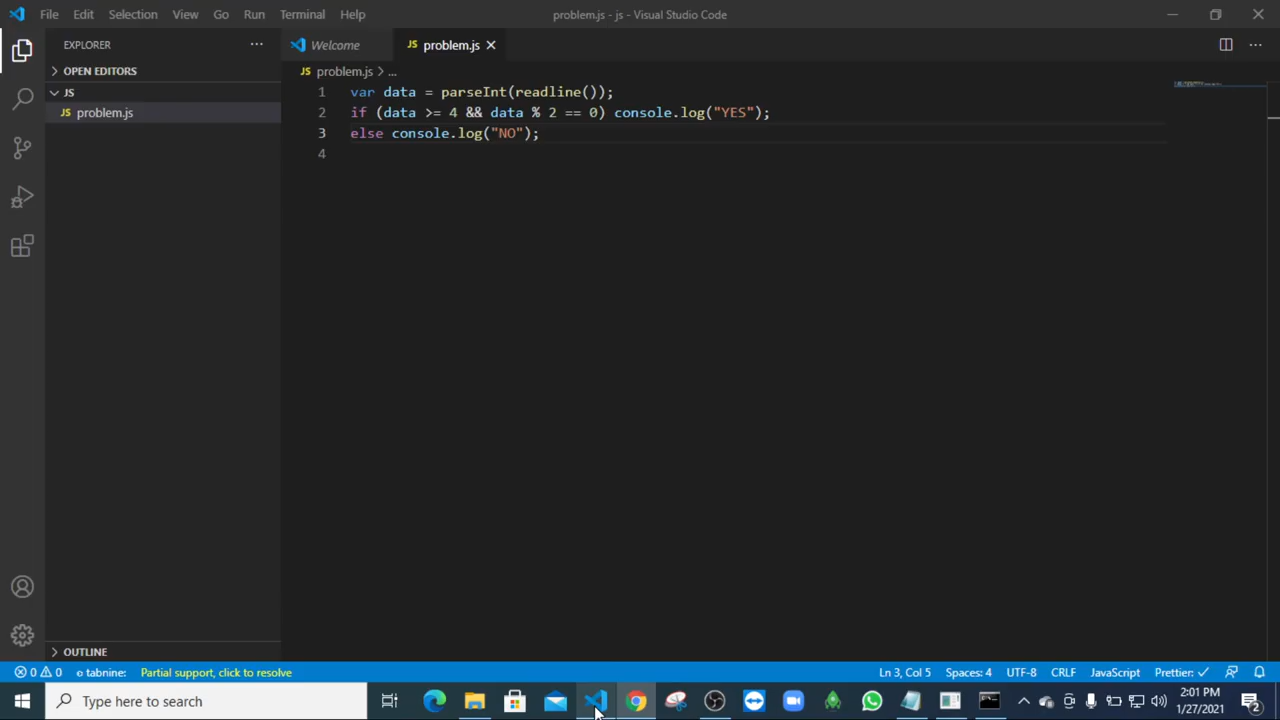 File Edit Selection View Go Run Terminal Help problem.js - js - Visual Studio Code
EXPLORER
Welcome
JS problem.js
OPEN EDITORS
JS problem.js > ...
JS
JS problem.js
1 var data = parseInt(readline());
2 if (data >= 4 && data % 2 == 0) console.log("YES");
3 else console.log("NO");
4
OUTLINE
0 0 tabnine: Partial support, click to resolve Ln 3, Col 5 Spaces: 4 UTF-8 CRLF JavaScript Prettier: ✓
Type here to search
2:01 PM
1/27/2021
2